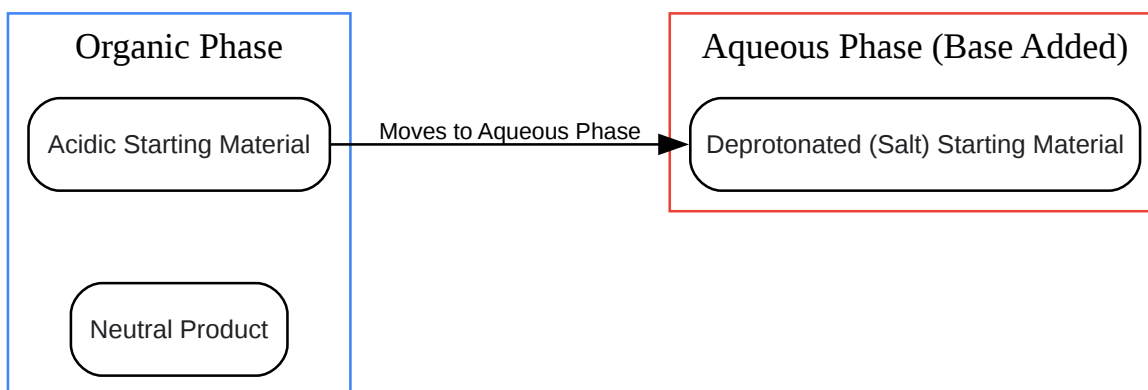 Organic Phase
Aqueous Phase (Base Added)
Acidic Starting Material
Moves to Aqueous Phase
Deprotonated (Salt) Starting Material
Neutral Product